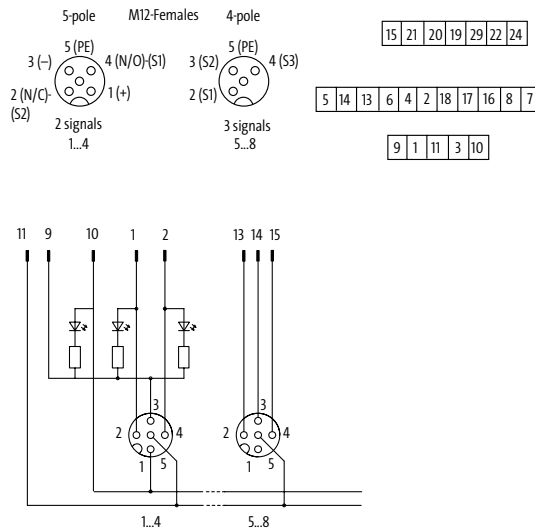 5-pole M12-Females 4-pole
5 (PE) 5 (PE)
3 (–) 4 (N/O)-(S1) 3 (S2) 4 (S3)
2 (N/C)- 1 (+) 2 (S1)
(S2)
2 signals 3 signals
1...4 5...8
15 21 20 19 29 22 24
5 14 13 6 4 2 18 17 16 8 7
9 1 11 3 10
11 9 10 1 2 13 14 15
3 3
2 4 2 4
1 5 1 5
1...4 5...8